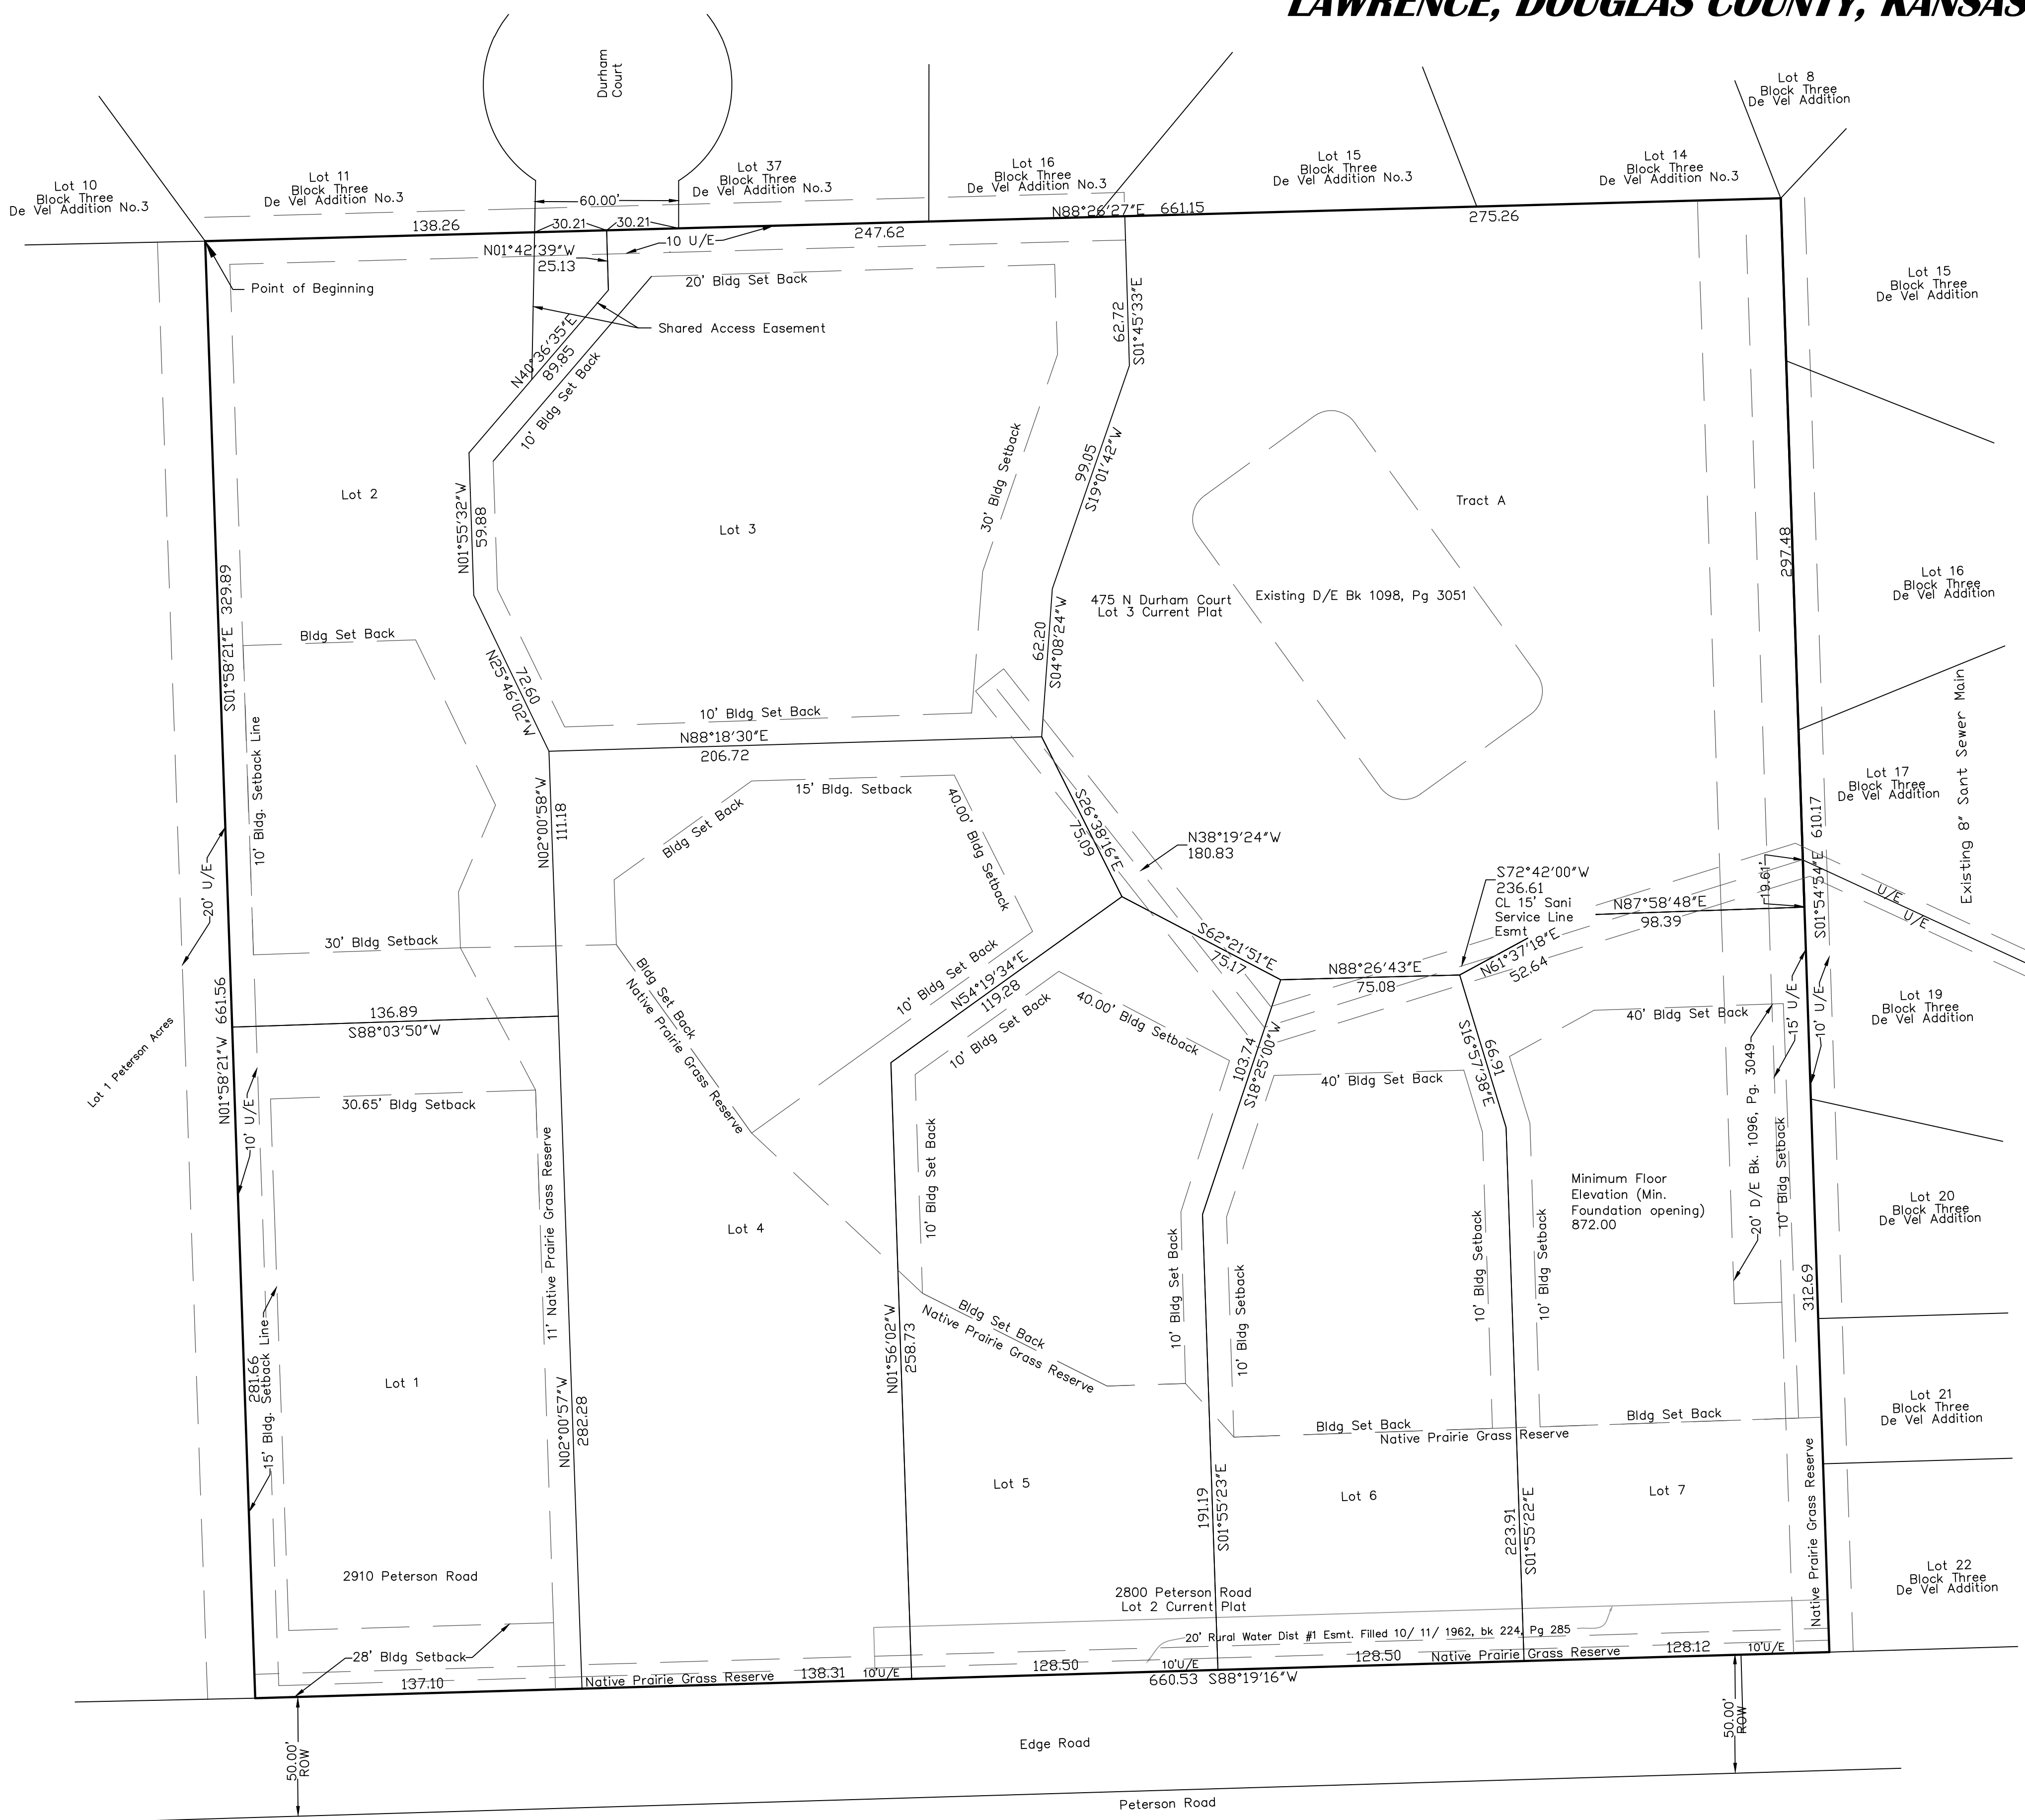 LAWRENCE, DOUGLAS COUNTY, KANSAS
Durham
Court
Lot 8
Block Three
De Vel Addition
Lot 10
Block Three
De Vel Addition No.3
Lot 11
Block Three
De Vel Addition No.3
Lot 37
Block Three
De Vel Addition No.3
Lot 16
Block Three
De Vel Addition No.3
Lot 15
Block Three
De Vel Addition No.3
Lot 14
Block Three
De Vel Addition No.3
60.00'
N88°26'27"E 661.15
138.26
30.21
30.21
247.62
275.26
10 U/E
N01°42'39"W
25.13
20' Bldg Set Back
Point of Beginning
Shared Access Easement
N40°36'35"E
89.85
10' Bldg Set Back
62.72
S01°45'33"E
Lot 15
Block Three
De Vel Addition
30' Bldg Setback
99.05
S19°01'42"W
Lot 2
N01°55'32"W
59.88
Lot 3
Tract A
297.48
S01°58'21"E 329.89
475 N Durham Court
Lot 3 Current Plat
Existing D/E Bk 1098, Pg 3051
Lot 16
Block Three
De Vel Addition
Bldg Set Back
N25°46'02"W
72.60
62.20
S04°08'24"W
10' Bldg Set Back
N88°18'30"E
206.72
10' Bldg. Setback Line
Existing 8" Sant Sewer Main
Lot 17
Block Three
De Vel Addition
N02°00'58"W
111.18
15' Bldg. Setback
Bldg Set Back
40.00' Bldg Setback
S26°38'16"E
75.09
N38°19'24"W
180.83
S72°42'00"W
236.61
CL 15' Sani
Service Line
Esmt
19.61'
S01°54'54"E 610.17
U/E
U/E
20' U/E
N87°58'48"E
98.39
30' Bldg Setback
Bldg Set Back
Native Prairie Grass Reserve
10' Bldg Set Back
N54°19'34"E
119.28
10' Bldg Set Back
S62°21'51"E
75.17
N88°26'43"E
75.08
N61°37'18"E
52.64
40.00' Bldg Setback
40' Bldg Set Back
15' U/E
10' U/E
Lot 19
Block Three
De Vel Addition
136.89
S88°03'50"W
N01°58'21"W 661.56
Lot 1 Peterson Acres
10' U/E
30.65' Bldg Setback
103.74
S18°25'00"W
40' Bldg Set Back
S16°57'38"E
66.91
20' D/E Bk. 1096, Pg. 3049
10' Bldg Setback
11' Native Prairie Grass Reserve
10' Bldg Set Back
Minimum Floor
Elevation (Min.
Foundation opening)
872.00
Lot 20
Block Three
De Vel Addition
Lot 4
10' Bldg Set Back
10' Bldg Setback
10' Bldg Setback
10' Bldg Setback
312.69
Bldg Set Back
Native Prairie Grass Reserve
N01°56'02"W
258.73
281.66
15' Bldg. Setback Line
Lot 1
N02°00'57"W
282.28
Lot 21
Block Three
De Vel Addition
Bldg Set Back
Native Prairie Grass Reserve
Bldg Set Back
Native Prairie Grass Reserve
Lot 5
Lot 6
Lot 7
191.19
S01°55'23"E
223.91
S01°55'22"E
2910 Peterson Road
2800 Peterson Road
Lot 2 Current Plat
Lot 22
Block Three
De Vel Addition
20' Rural Water Dist #1 Esmt. Filled 10/ 11/ 1962, bk 224, Pg 285
28' Bldg Setback
137.10
Native Prairie Grass Reserve
138.31
10'U/E
128.50
10'U/E
128.50
Native Prairie Grass Reserve
128.12
10'U/E
660.53 S88°19'16"W
50.00'
ROW
50.00'
ROW
Edge Road
Peterson Road